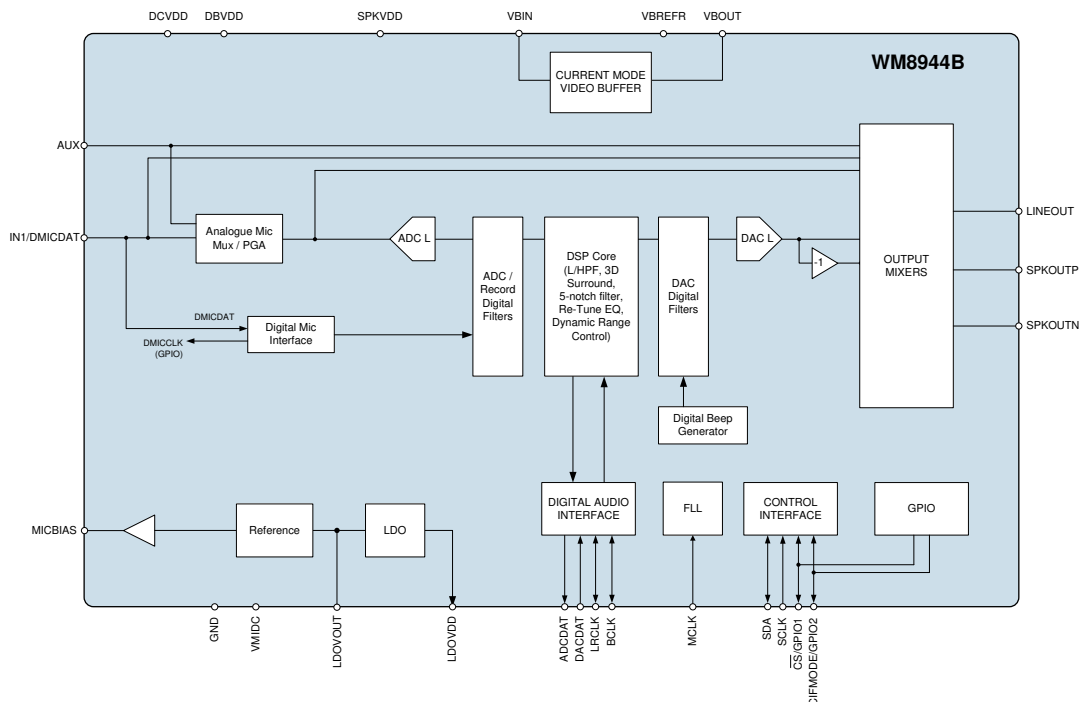 DCVDD
DBVDD
SPKVDD
VBIN
VBREFR
VBOUT
WM8944B
CURRENT MODE
VIDEO BUFFER
AUX
IN1/DMICDAT
Analogue Mic
Mux / PGA
ADC L
ADC /
Record
Digital
Filters
DSP Core
(L/HPF, 3D
Surround,
5-notch filter,
Re-Tune EQ,
Dynamic Range
Control)
DAC
Digital
Filters
DAC L
-1
OUTPUT
MIXERS
LINEOUT
SPKOUTP
SPKOUTN
DMICDAT
DMICCLK
(GPIO)
Digital Mic
Interface
Digital Beep
Generator
MICBIAS
Reference
LDO
DIGITAL AUDIO
INTERFACE
FLL
CONTROL
INTERFACE
GPIO
GND
VMIDC
LDOVOUT
LDOVDD
ADCDAT
DACDAT
LRCLK
BCLK
MCLK
SDA
SCLK
CS/GPIO1
CIFMODE/GPIO2